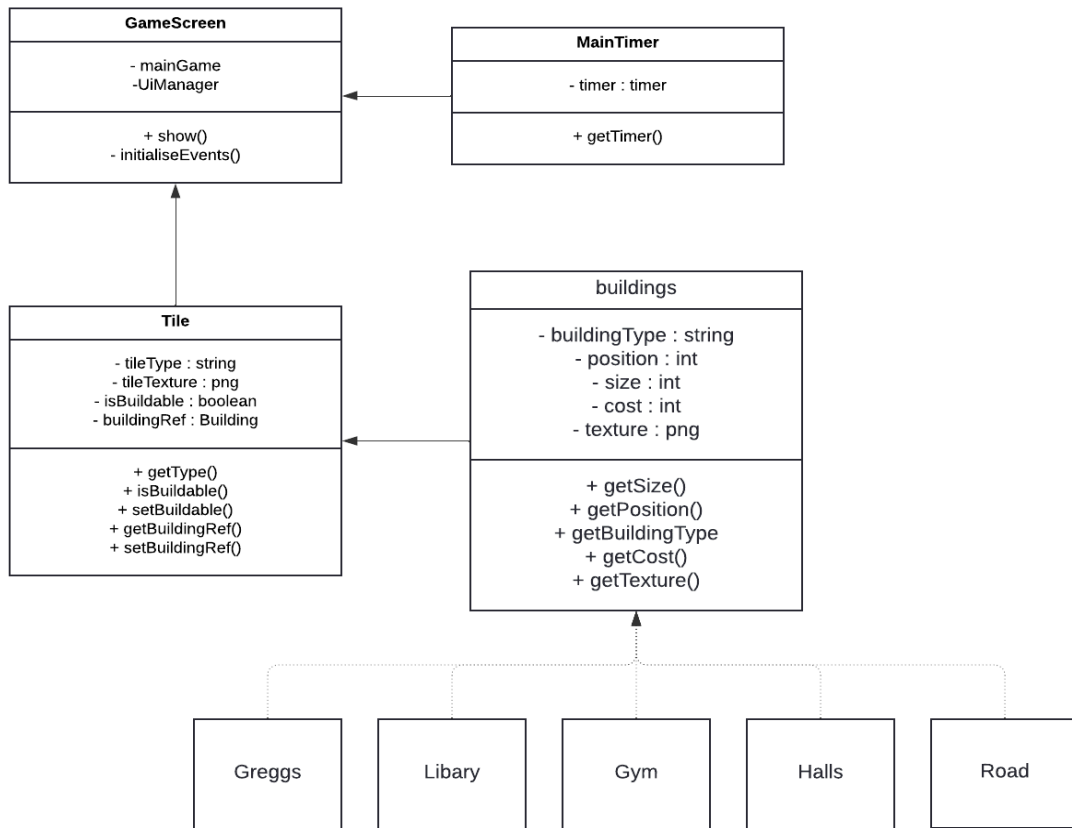 GameScreen
- mainGame
-UiManager
+ show()
- initialiseEvents()
MainTimer
- timer : timer
+ getTimer()
Tile
- tileType : string
- tileTexture : png
- isBuildable : boolean
- buildingRef : Building
+ getType()
+ isBuildable()
+ setBuildable()
+ getBuildingRef()
+ setBuildingRef()
buildings
- buildingType : string
- position : int
- size : int
- cost : int
- texture : png
+ getSize()
+ getPosition()
+ getBuildingType
+ getCost()
+ getTexture()
Greggs
Libary
Gym
Halls
Road